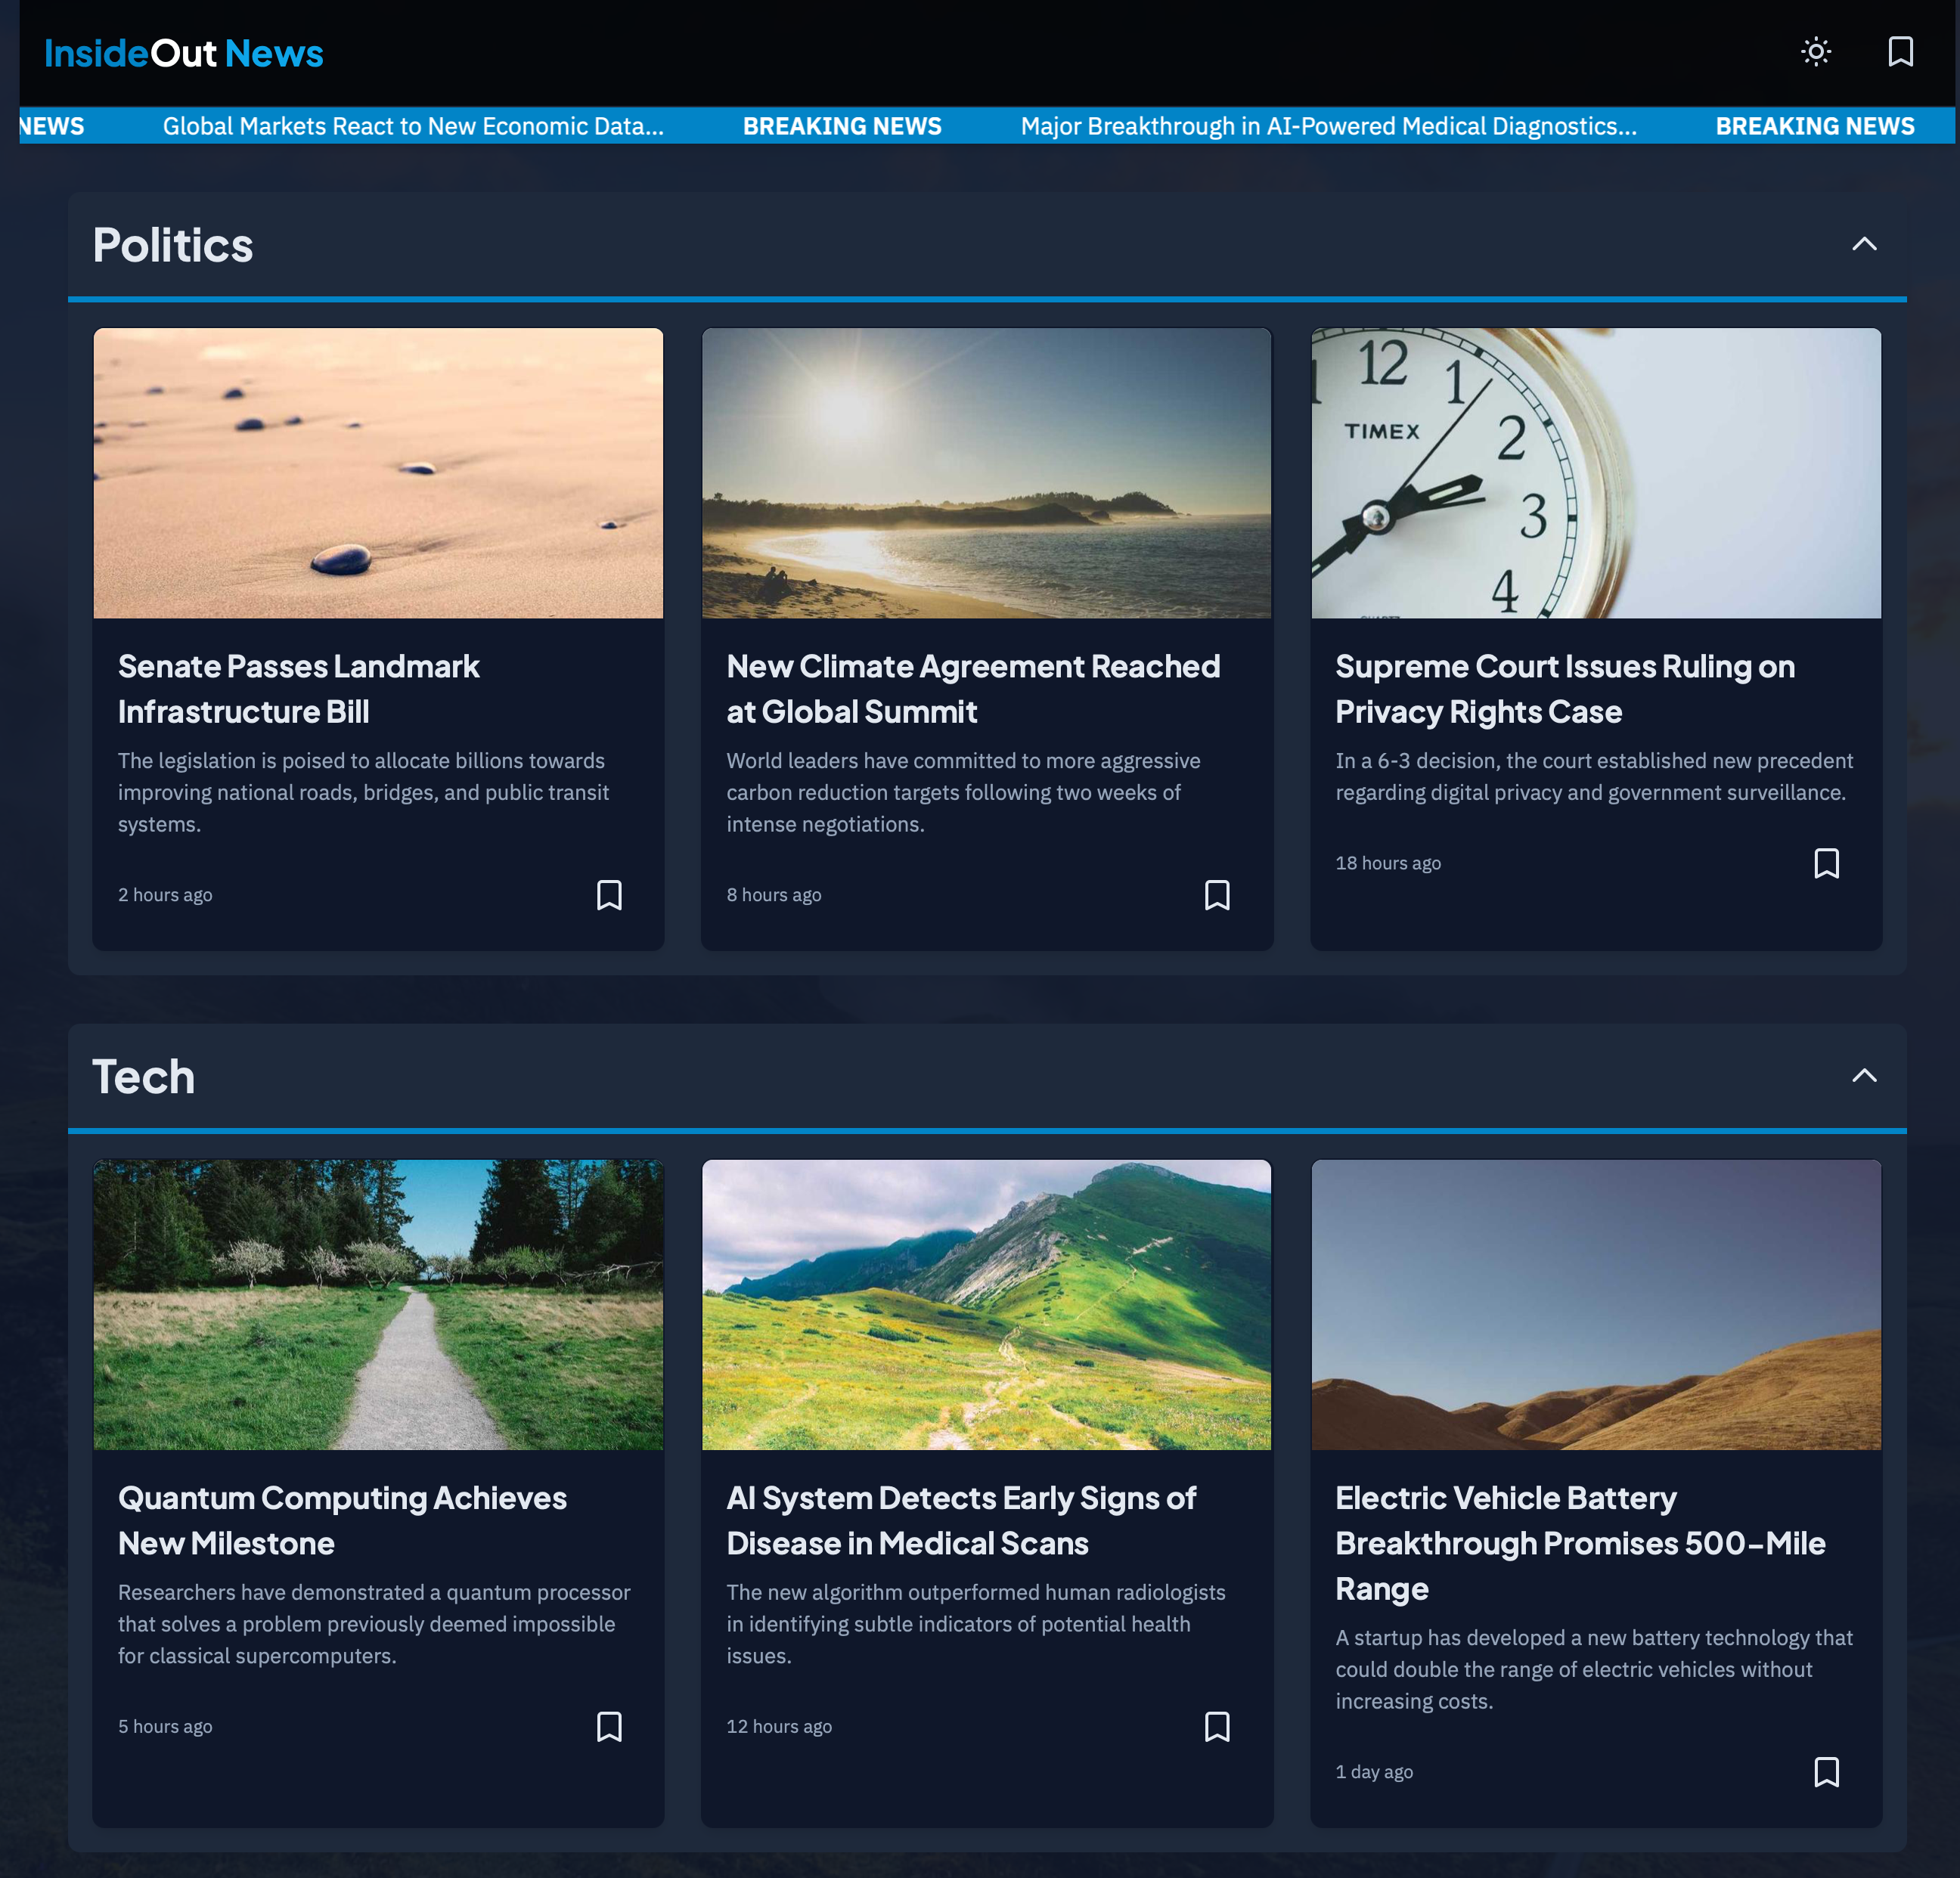 InsideOut News
NEWS Global Markets React to New Economic Data... BREAKING NEWS Major Breakthrough in AI-Powered Medical Diagnostics... BREAKING NEWS
Politics
12
1
TIMEX
2
3
4
Senate Passes Landmark
Infrastructure Bill
The legislation is poised to allocate billions towards
improving national roads, bridges, and public transit
systems.
2 hours ago
New Climate Agreement Reached
at Global Summit
World leaders have committed to more aggressive
carbon reduction targets following two weeks of
intense negotiations.
8 hours ago
Supreme Court Issues Ruling on
Privacy Rights Case
In a 6-3 decision, the court established new precedent
regarding digital privacy and government surveillance.
18 hours ago
Tech
Quantum Computing Achieves
New Milestone
Researchers have demonstrated a quantum processor
that solves a problem previously deemed impossible
for classical supercomputers.
5 hours ago
AI System Detects Early Signs of
Disease in Medical Scans
The new algorithm outperformed human radiologists
in identifying subtle indicators of potential health
issues.
12 hours ago
Electric Vehicle Battery
Breakthrough Promises 500-Mile
Range
A startup has developed a new battery technology that
could double the range of electric vehicles without
increasing costs.
1 day ago